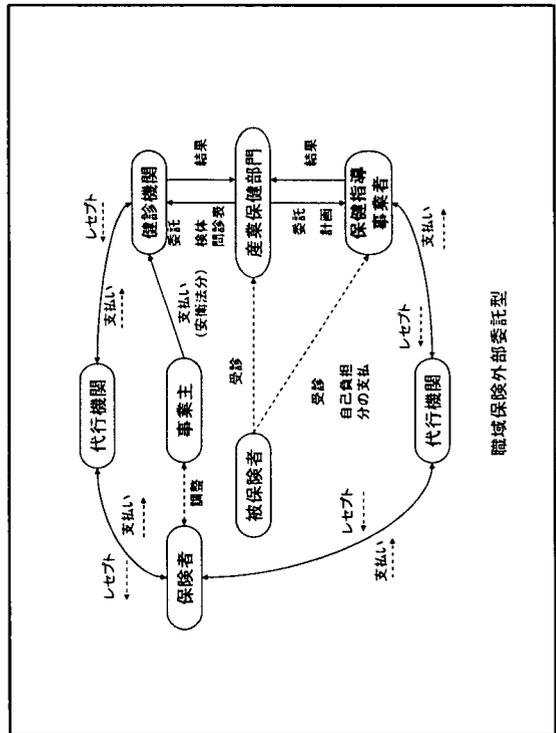 レセプト
支払い
健診機関
代行機関
委託
検体
問診表
結果
支払い
(安衛法分)
レセプト
支払い
事業主
調整
保険者
受診
産業保健部門
被保険者
受診
自己負担
分の支払
委託
計画
結果
保健指導
事業者
レセプト
支払い
代行機関
レセプト
支払い
職域保険外部委託型